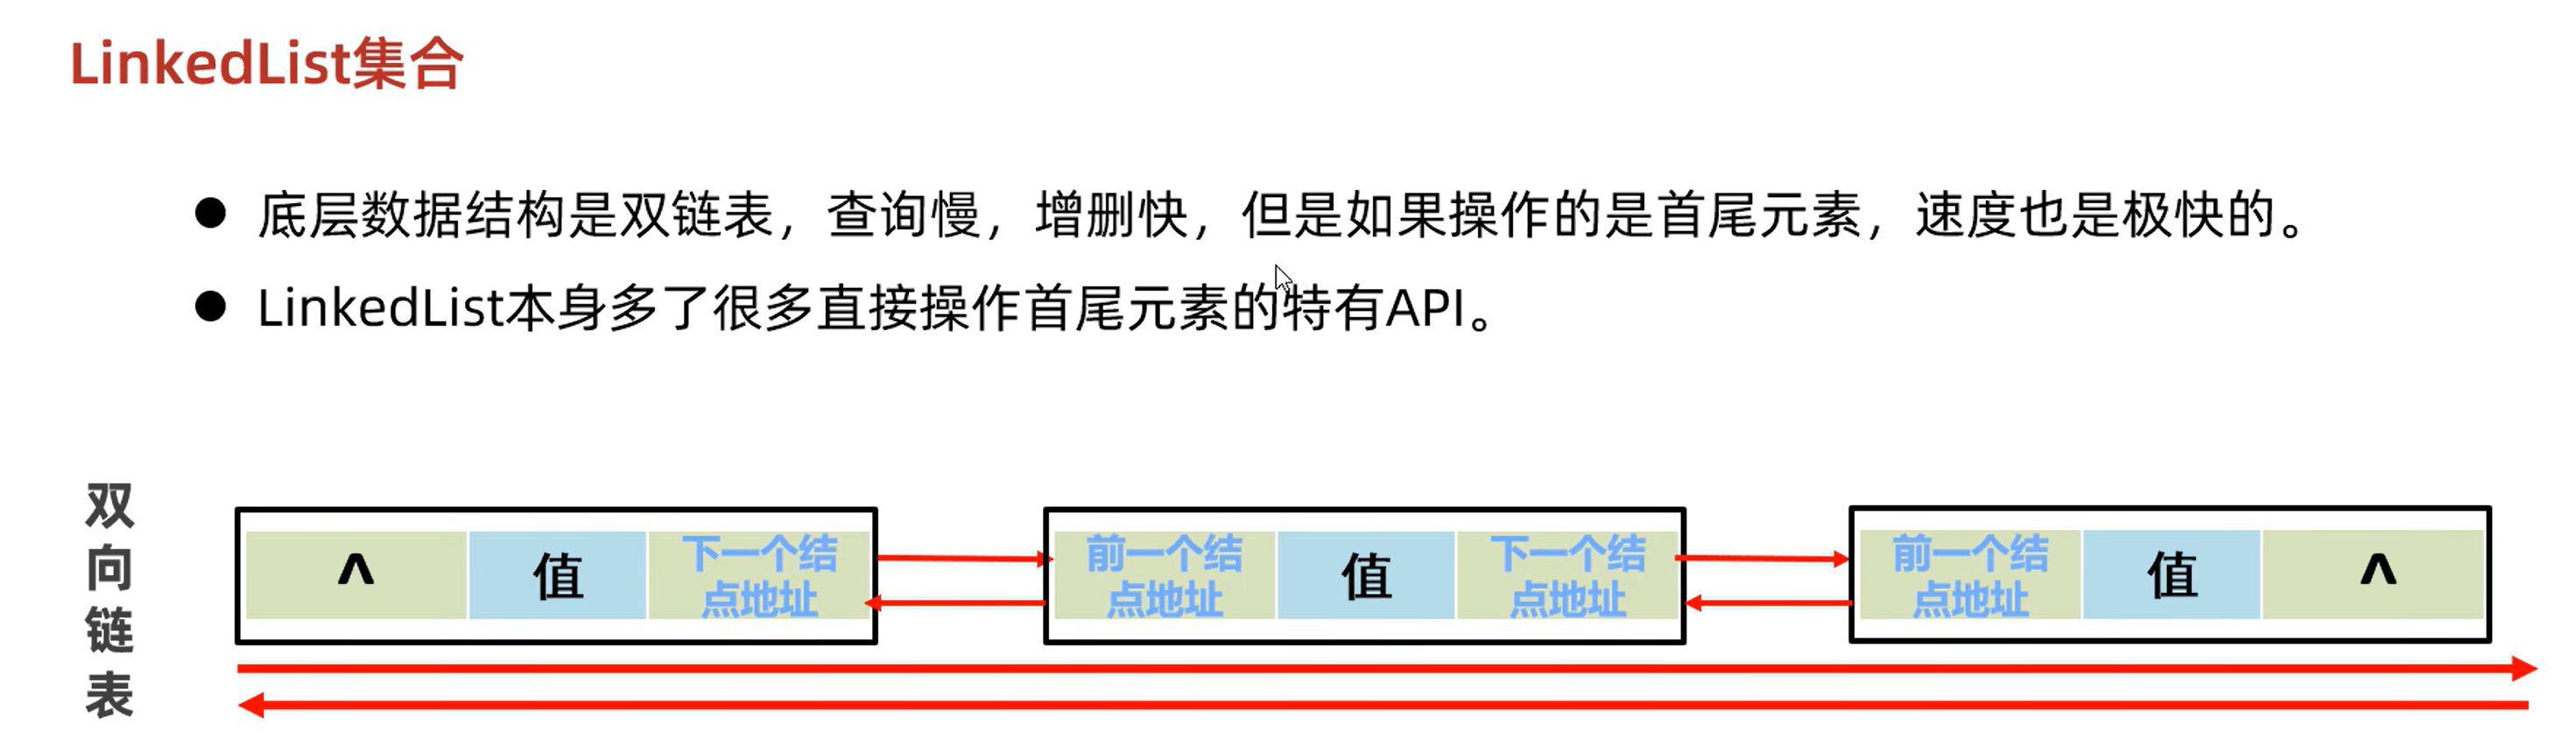 LinkedList集合
● 底层数据结构是双链表，查询慢，增删快，但是如果操作的是首尾元素，速度也是极快的。
● LinkedList本身多了很多直接操作首尾元素的特有API。
双向链表
^ 值 下一个结
点地址
前一个结
点地址
值 下一个结
点地址
前一个结
点地址
值 ^